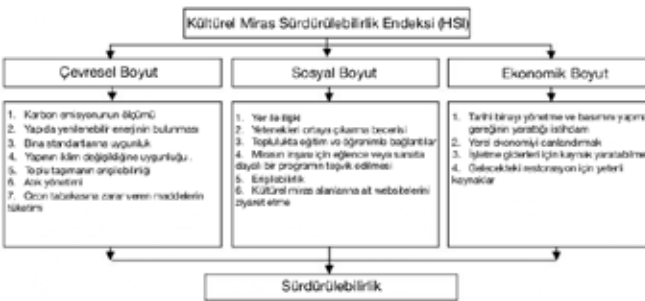 Kültürel Miras Sürdürülebilirlik Endeksi (HSI)
Çevresel Boyut
1. Karbon emisyonunun ölçümü
2. Yapıda yenilenebilir enerjinin bulunması
3. Bina standartlarına uygunluk
4. Yapının iklim değişikliğine uygunluğu .
5. Toplu taşımanın erişilebilirliği
6. Atık yönetimi
7. Ozon tabakasına zarar veren maddelerin
tüketimi
Sosyal Boyut
1. Yer ile ilişki
2. Yetenekleri ortaya çıkarma becerisi
3. Toplulukta eğitim ve öğrenimle bağlantılar
4. Mirasın inşası için eğlence veya sanata
dayalı bir programın teşvik edilmesi
5. Erişilebilirlik
6. Kültürel miras alanlarına ait websitelerini
ziyaret etme
Ekonomik Boyut
1. Tarihi binayı yönetme ve bakımını yapma
gereğinin yarattığı istihdam
2. Yerel ekonomiyi canlandırmak
3. İşletme giderleri için kaynak yaratabilme
4. Gelecekteki restorasyon için yeterli
kaynaklar
Sürdürülebilirlik